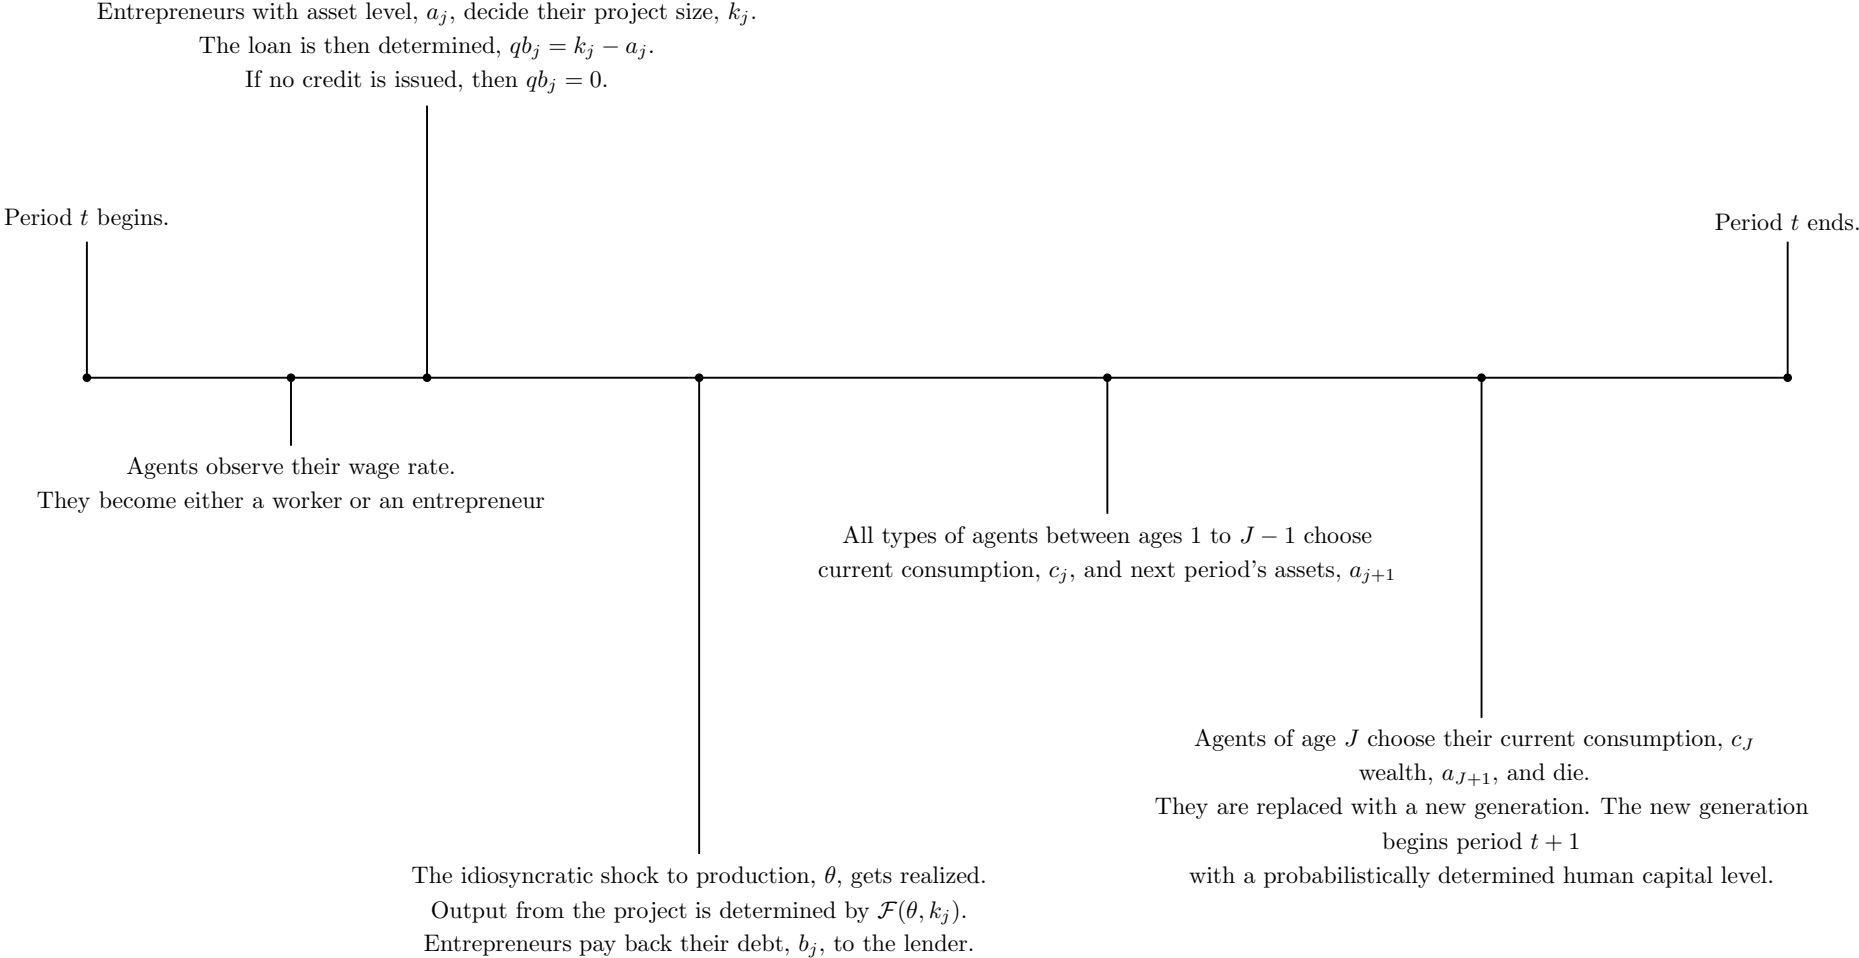 Entrepreneurs with asset level, a_j, decide their project size, k_j.
The loan is then determined, qb_j = k_j − a_j.
If no credit is issued, then qb_j = 0.
Period t begins.
Period t ends.
Agents observe their wage rate.
They become either a worker or an entrepreneur
All types of agents between ages 1 to J − 1 choose
current consumption, c_j, and next period's assets, a_{j+1}
Agents of age J choose their current consumption, c_J
wealth, a_{J+1}, and die.
They are replaced with a new generation. The new generation
begins period t + 1
with a probabilistically determined human capital level.
The idiosyncratic shock to production, θ, gets realized.
Output from the project is determined by ℱ(θ, k_j).
Entrepreneurs pay back their debt, b_j, to the lender.